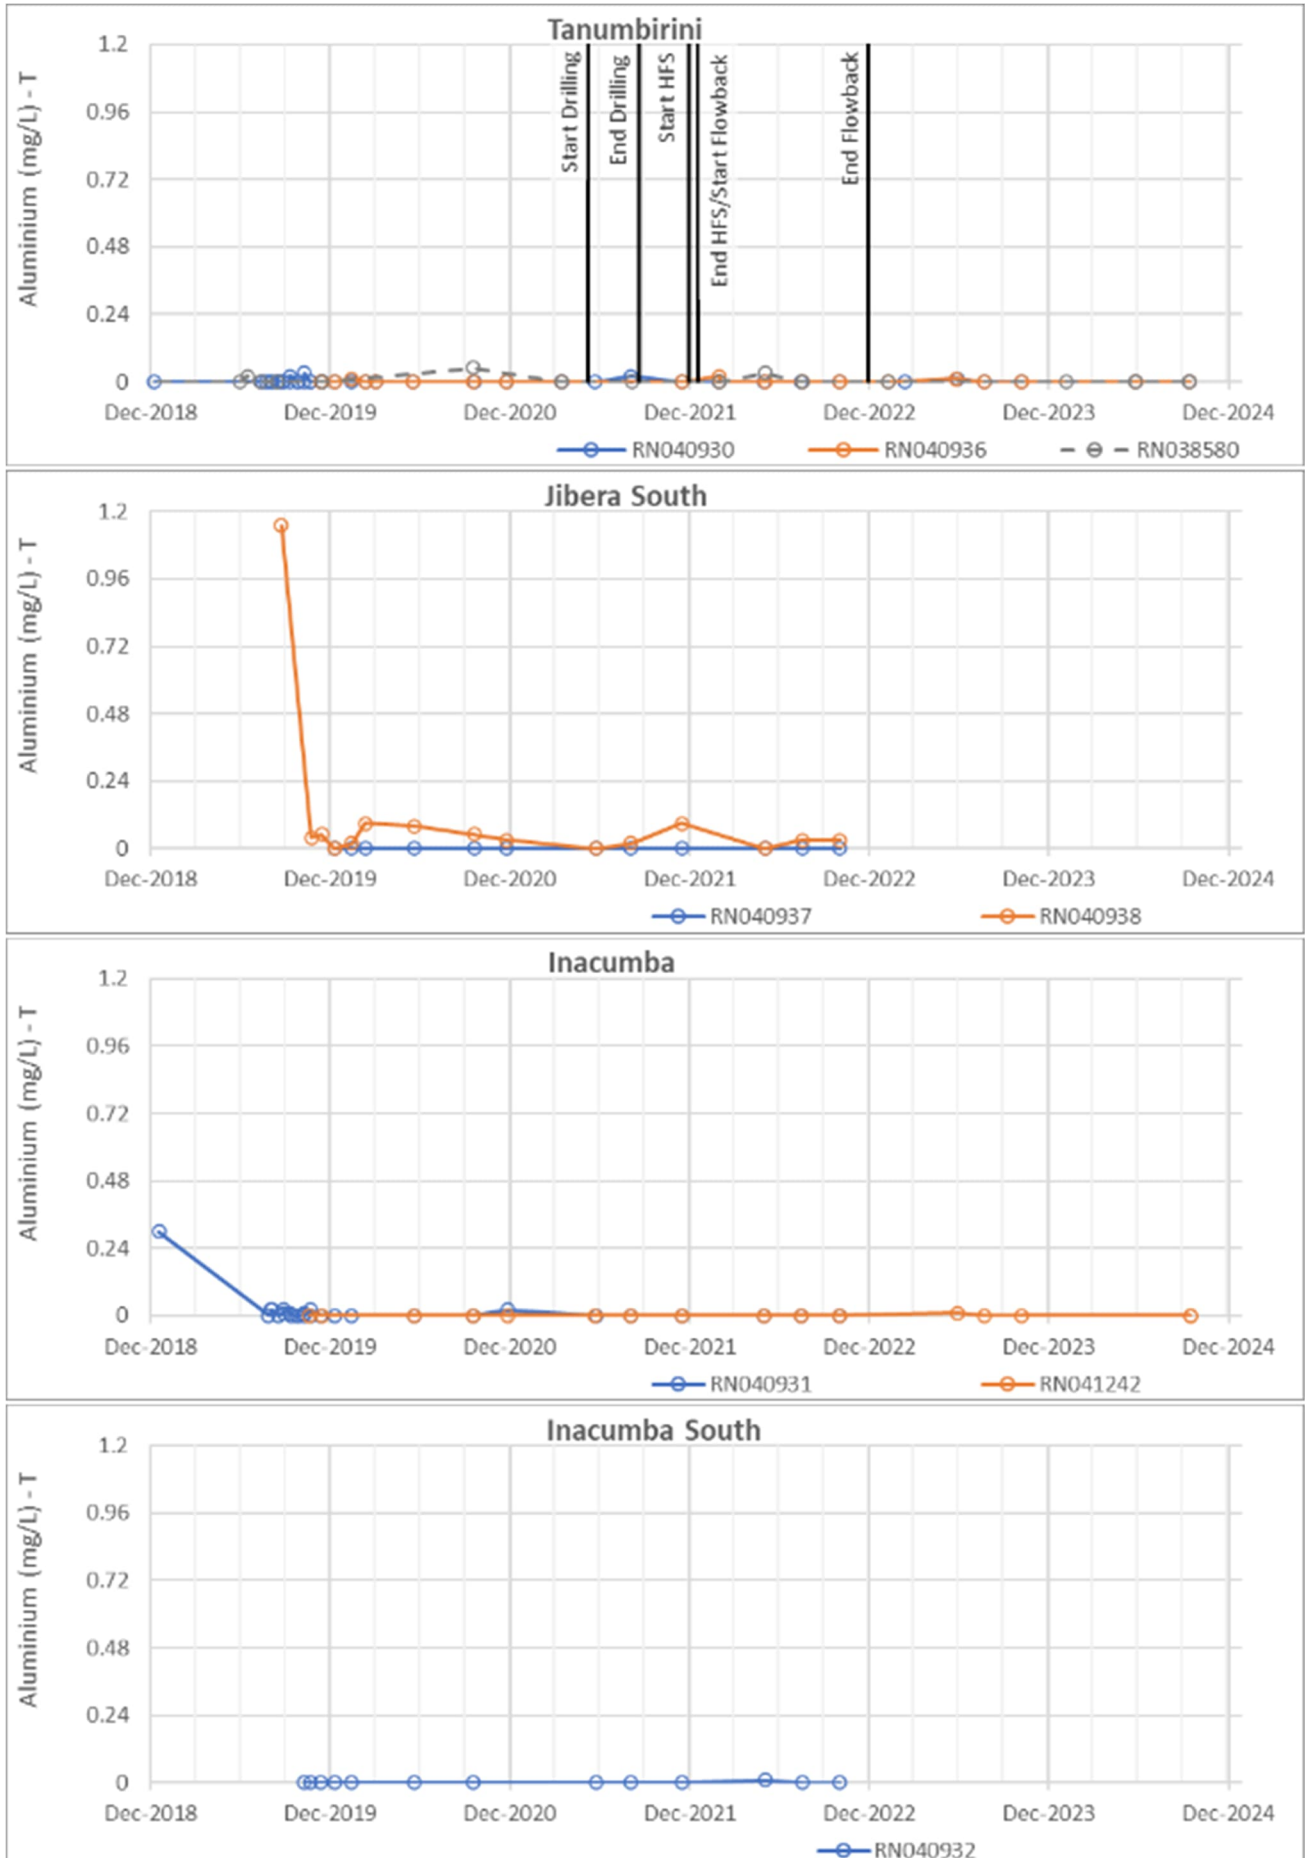 Tanumbirini
Aluminium (mg/L) - T
1.2
0.96
0.72
0.48
0.24
0
Start Drilling
End Drilling
Start HFS
End HFS/Start Flowback
End Flowback
Dec-2018 Dec-2019 Dec-2020 Dec-2021 Dec-2022 Dec-2023 Dec-2024
RN040930 RN040936 RN038580
Jibera South
Aluminium (mg/L) - T
1.2
0.96
0.72
0.48
0.24
0
Dec-2018 Dec-2019 Dec-2020 Dec-2021 Dec-2022 Dec-2023 Dec-2024
RN040937 RN040938
Inacumba
Aluminium (mg/L) - T
1.2
0.96
0.72
0.48
0.24
0
Dec-2018 Dec-2019 Dec-2020 Dec-2021 Dec-2022 Dec-2023 Dec-2024
RN040931 RN041242
Inacumba South
Aluminium (mg/L) - T
1.2
0.96
0.72
0.48
0.24
0
Dec-2018 Dec-2019 Dec-2020 Dec-2021 Dec-2022 Dec-2023 Dec-2024
RN040932